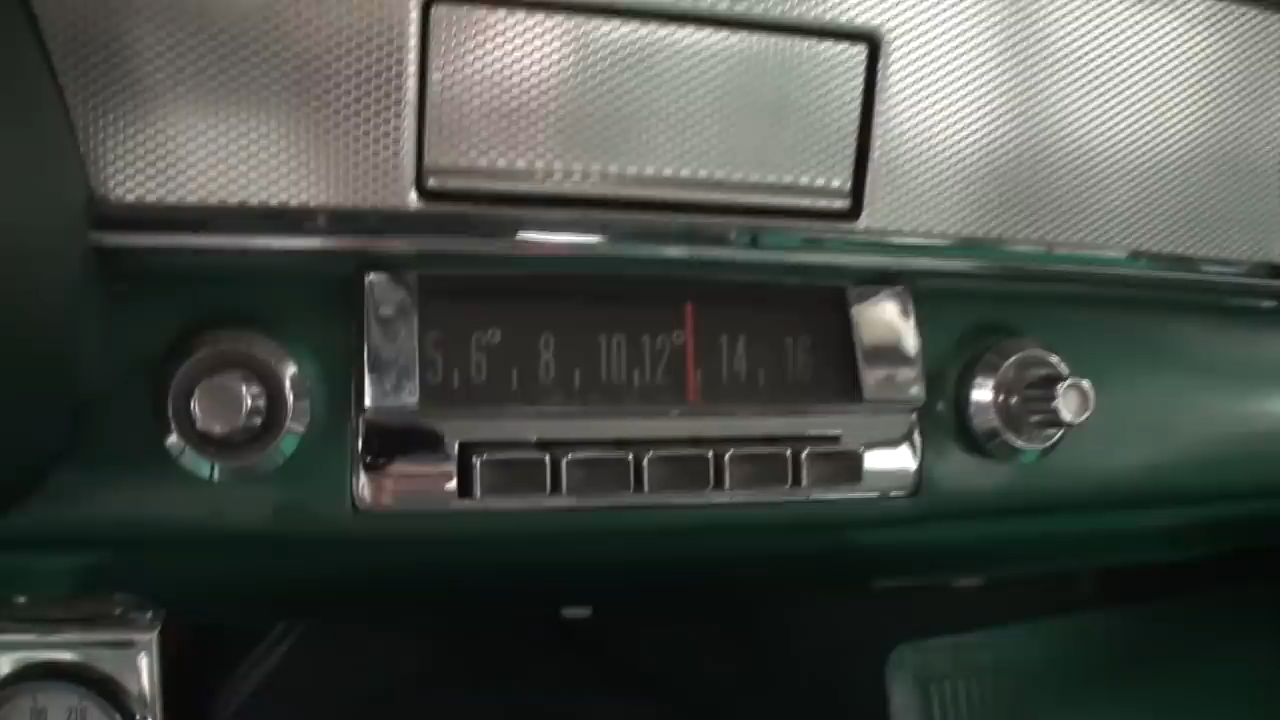 5, 6° , 8 , 10, 12° , 14 , 16